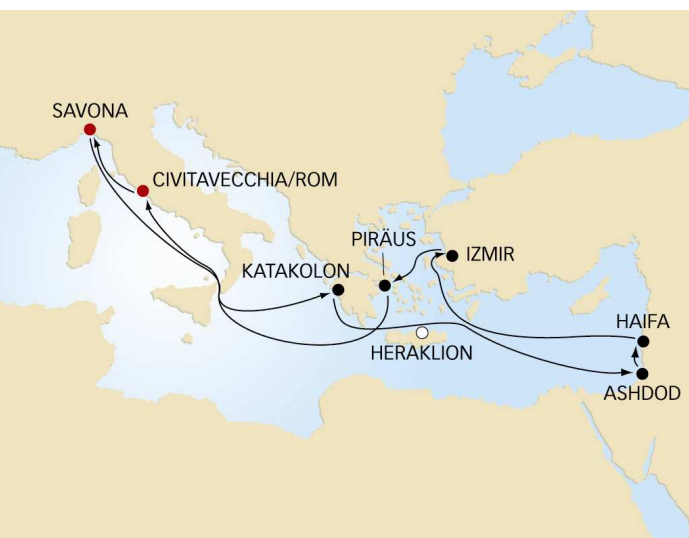 SAVONA
CIVITAVECCHIA/ROM
PIRÄUS
IZMIR
KATAKOLON
HAIFA
HERAKLION
ASHDOD